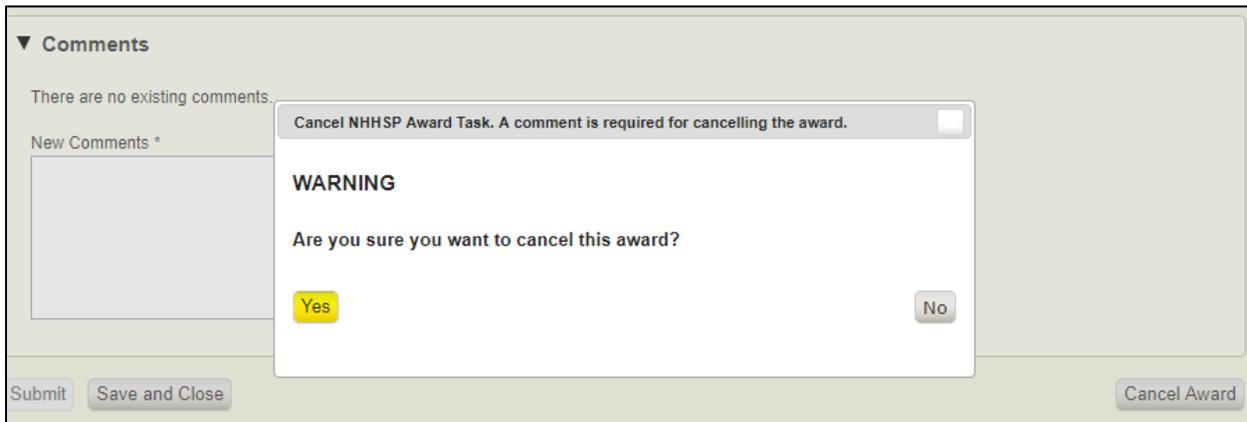 ▼ Comments
There are no existing comments.
New Comments *
Cancel NHHSP Award Task. A comment is required for cancelling the award.
WARNING
Are you sure you want to cancel this award?
Yes
No
Submit
Save and Close
Cancel Award